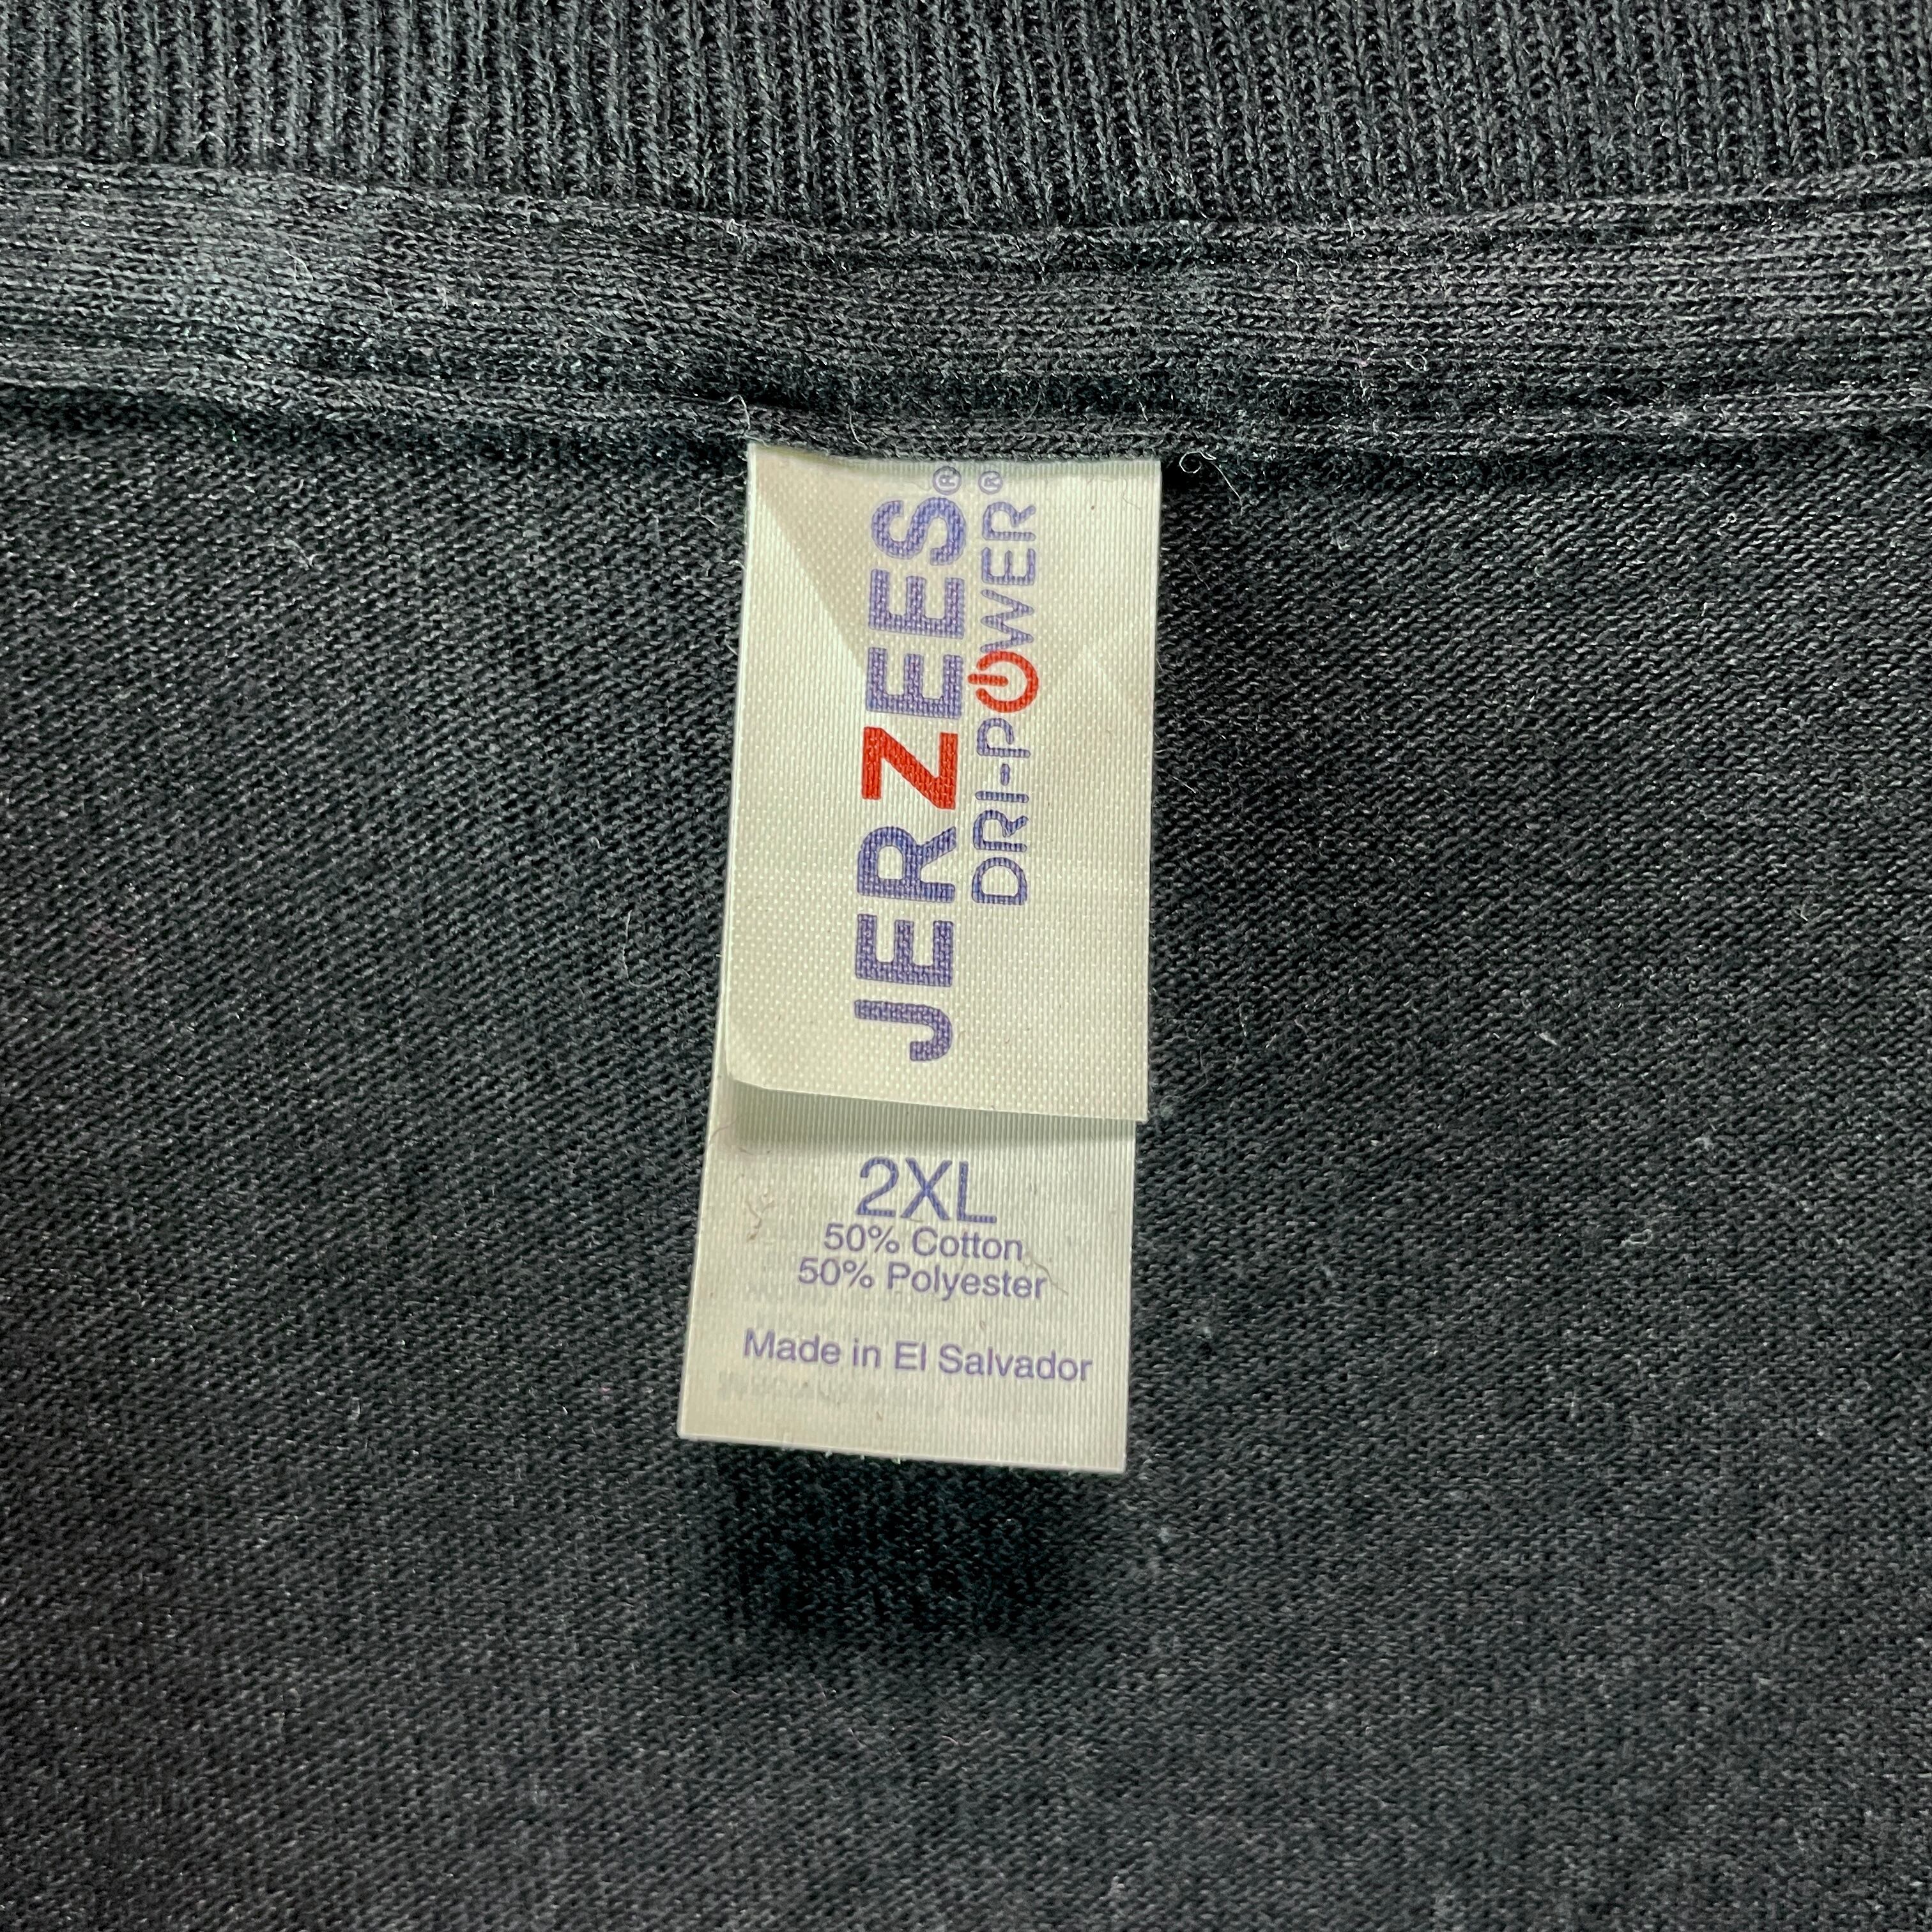 JERZEES®
DRI-POWER®
2XL
50% Cotton
50% Polyester
Made in El Salvador